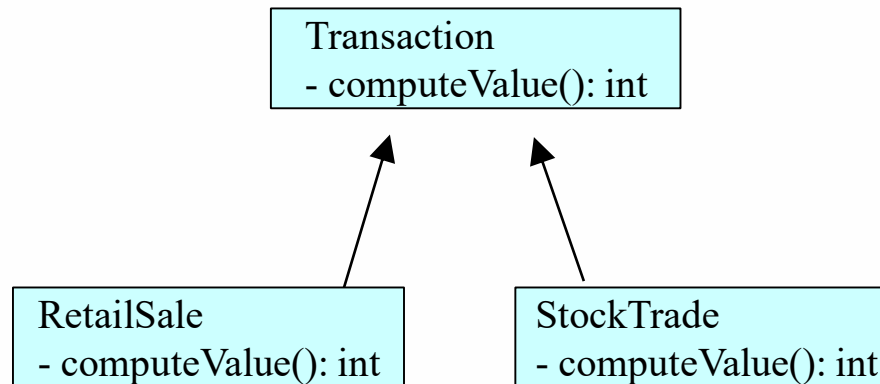 Transaction
- computeValue(): int
RetailSale
- computeValue(): int
StockTrade
- computeValue(): int